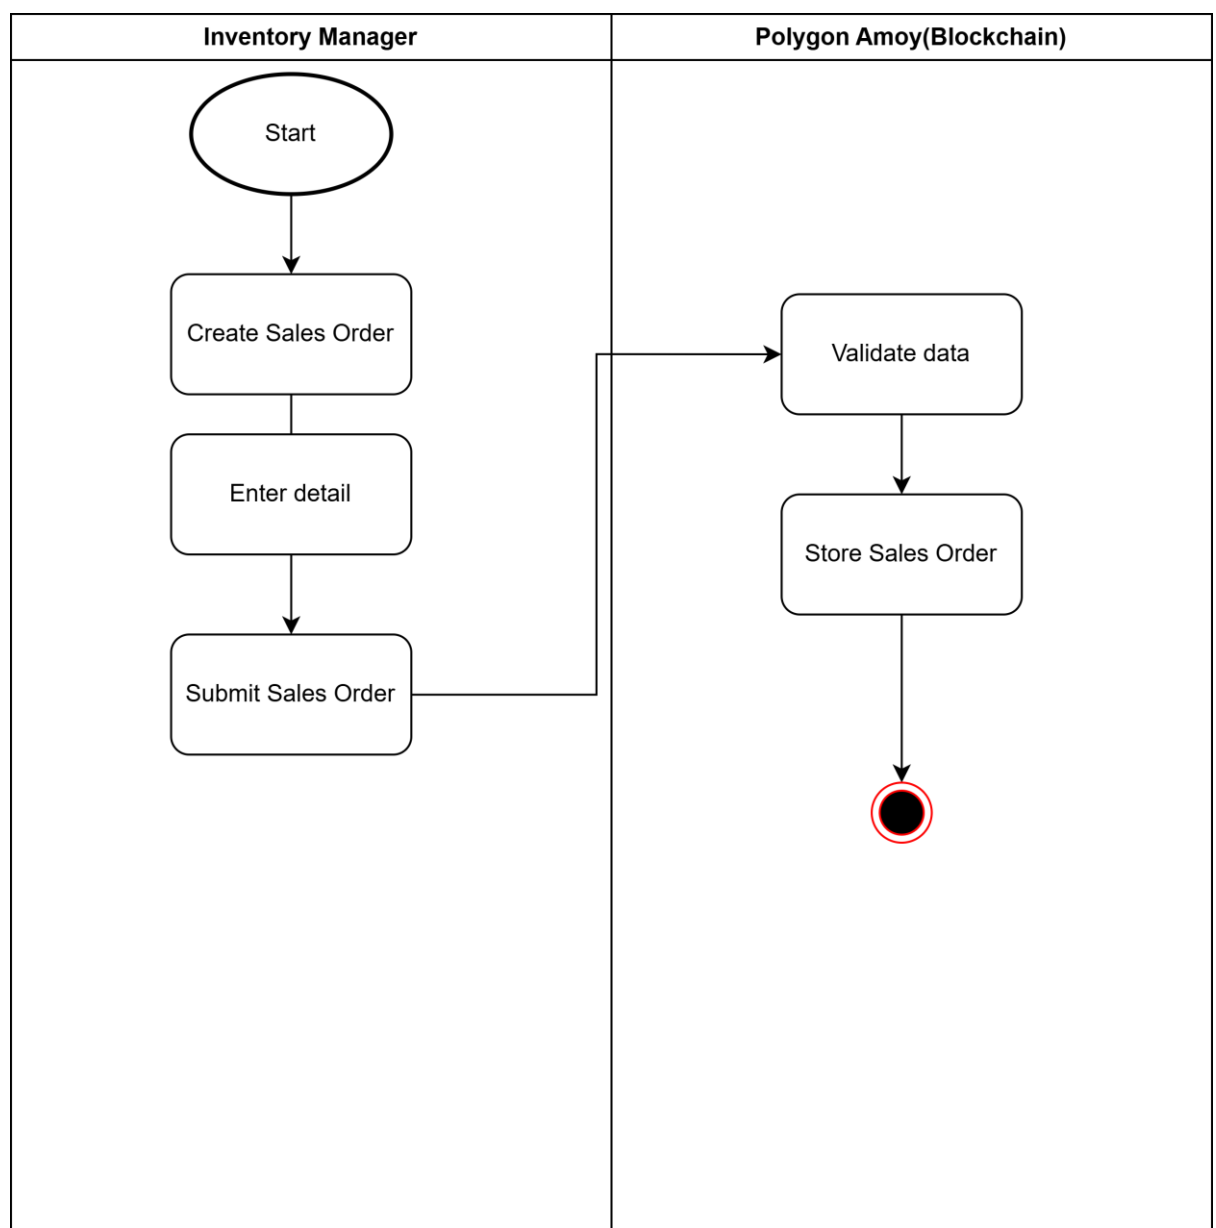 Inventory Manager
Polygon Amoy(Blockchain)
Start
Create Sales Order
Enter detail
Submit Sales Order
Validate data
Store Sales Order